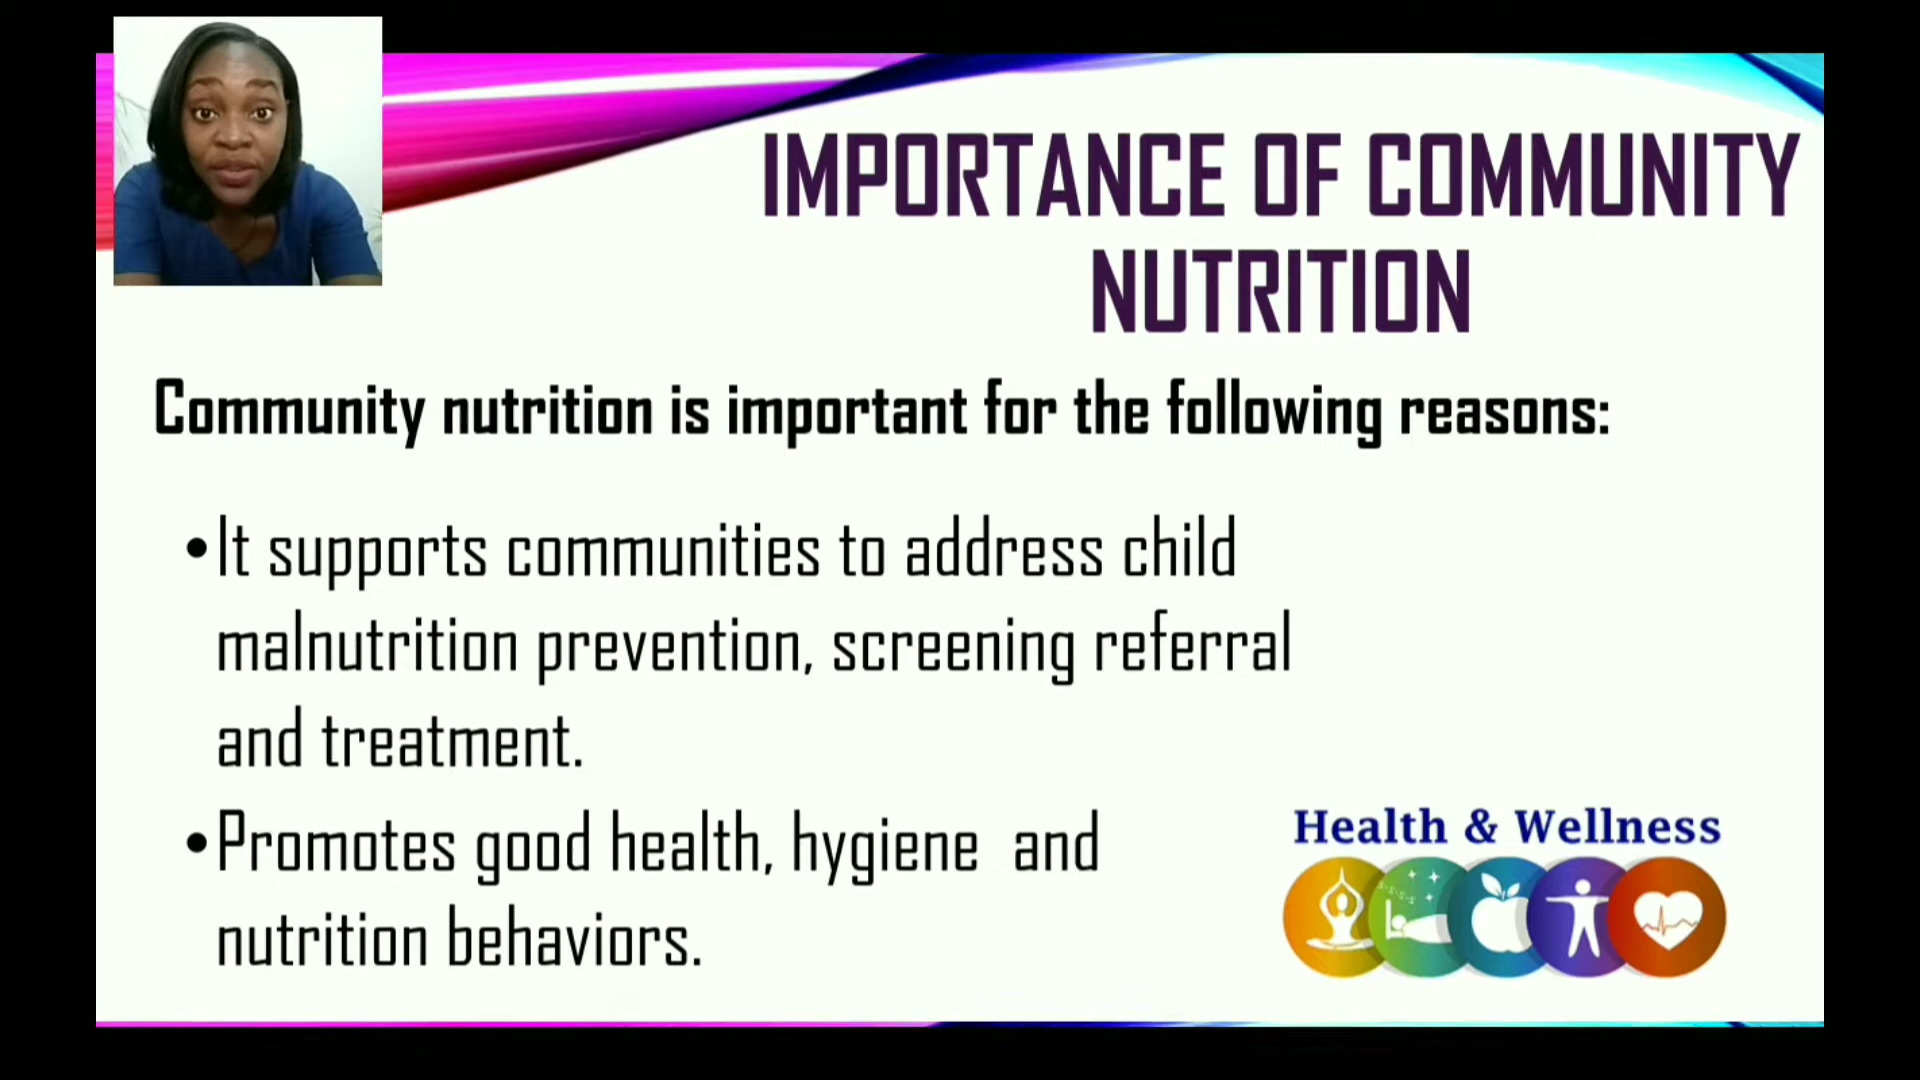 IMPORTANCE OF COMMUNITY
NUTRITION
Community nutrition is important for the following reasons:
•It supports communities to address child
malnutrition prevention, screening referral
and treatment.
•Promotes good health, hygiene  and
nutrition behaviors.
Health & Wellness